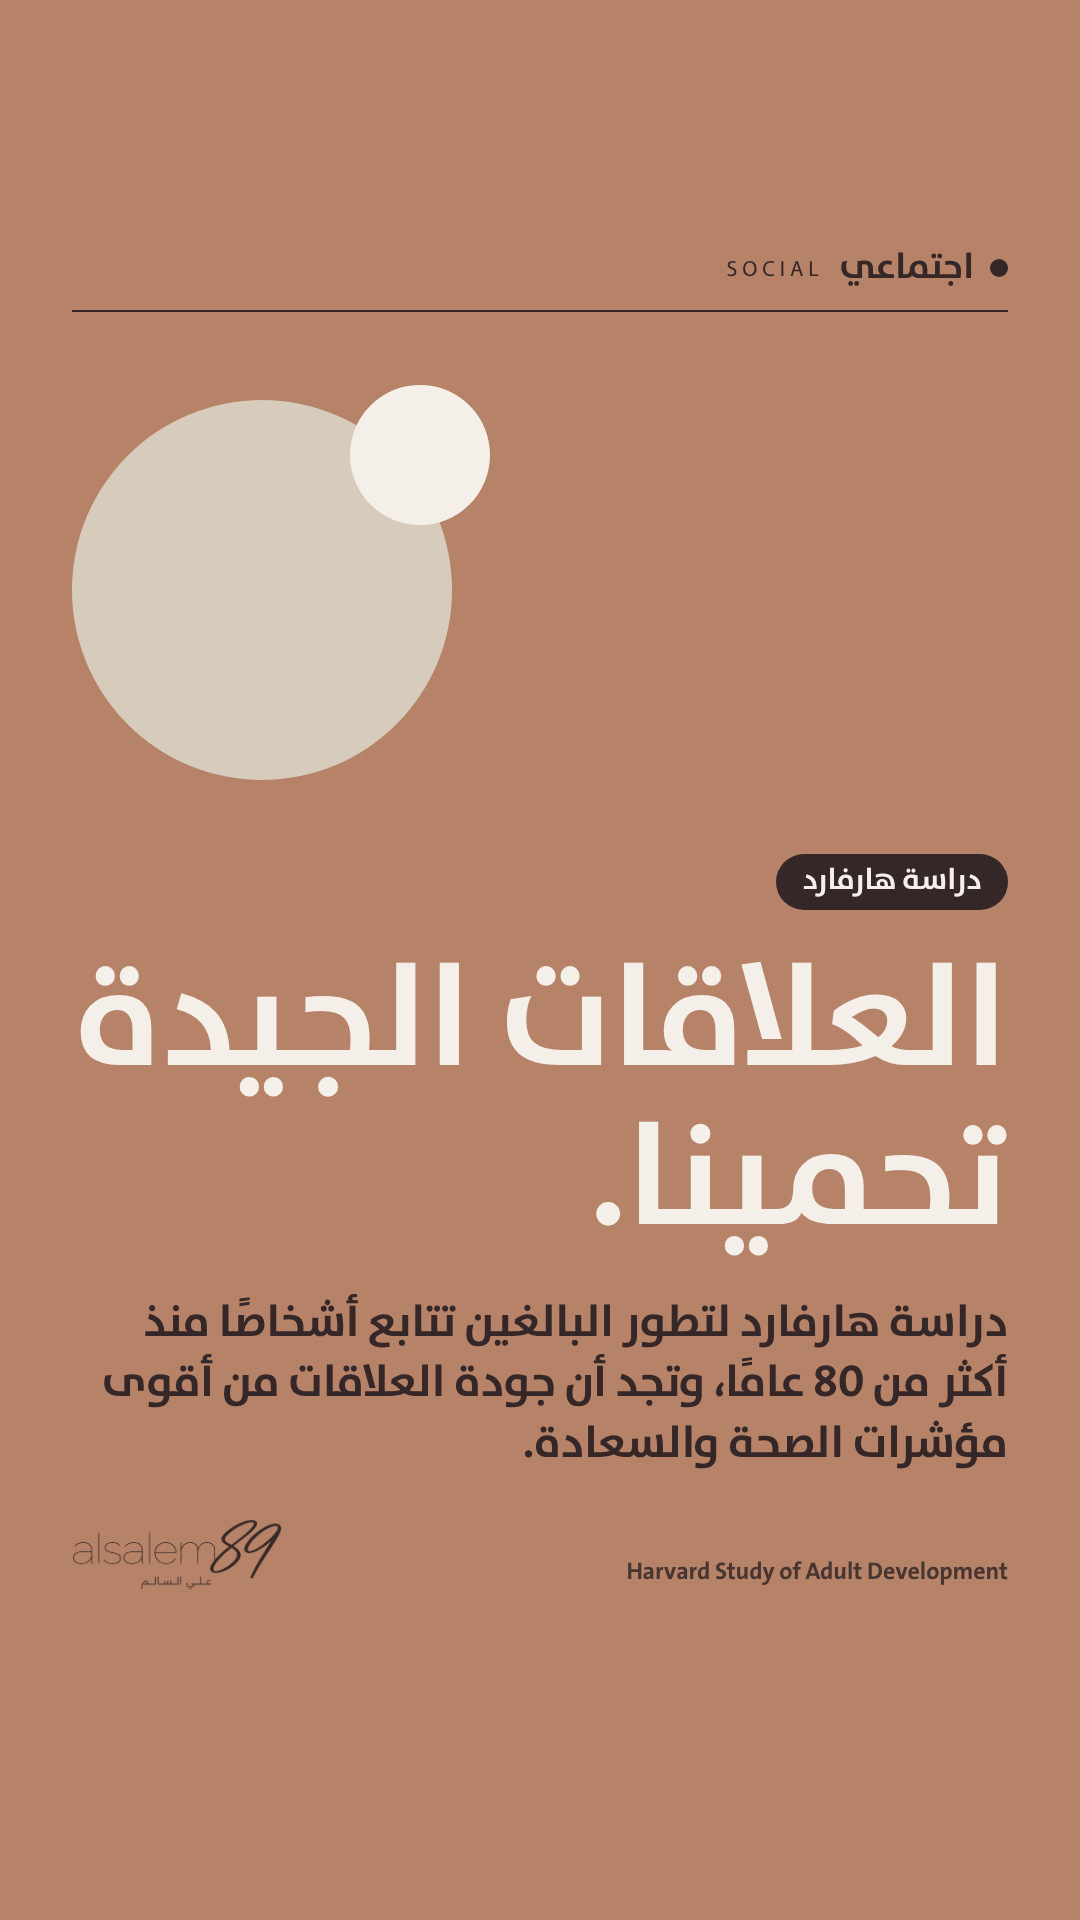 اجتماعي SOCIAL
دراسة هارفارد
العلاقات الجيدة
تحمينا.
دراسة هارفارد لتطور البالغين تتابع أشخاصًا منذ
أكثر من 80 عامًا، وتجد أن جودة العلاقات من أقوى
مؤشرات الصحة والسعادة.
Harvard Study of Adult Development
alsalem89
علي السالم